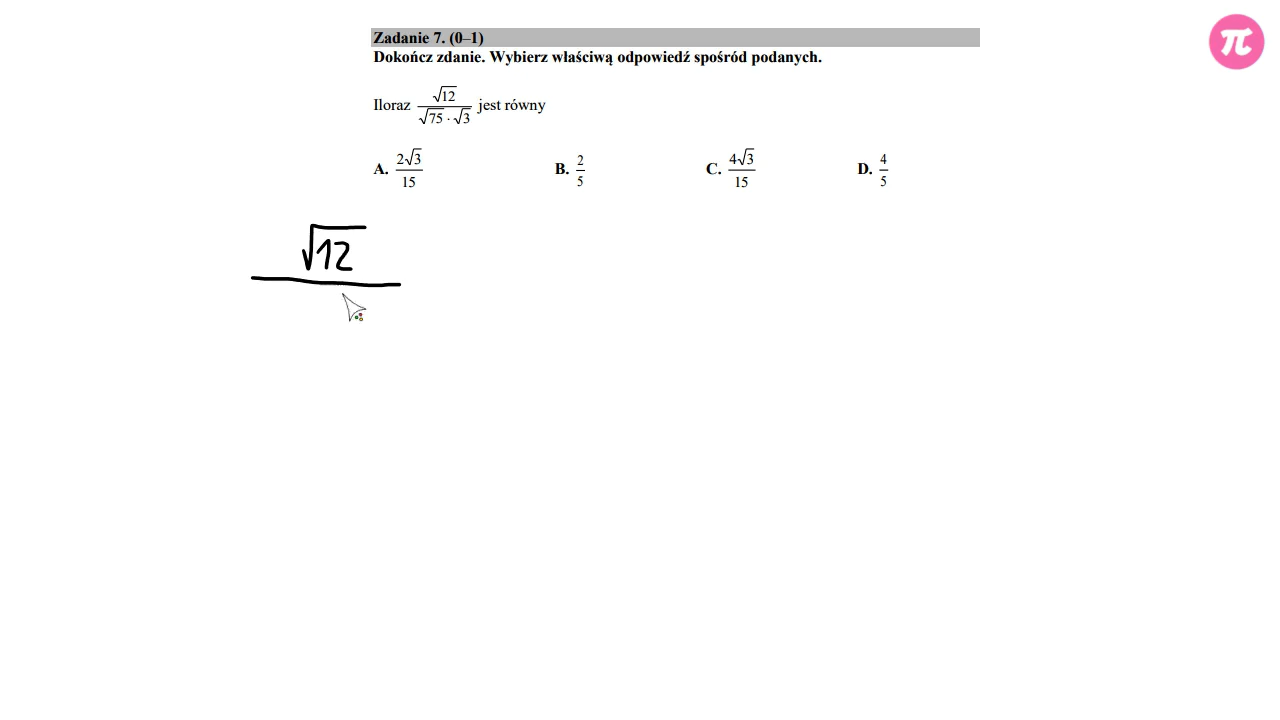 Zadanie 7. (0–1)
Dokończ zdanie. Wybierz właściwą odpowiedź spośród podanych.
Iloraz √12 / (√75 · √3) jest równy
A. 2√3/15 B. 2/5 C. 4√3/15 D. 4/5
√12
π